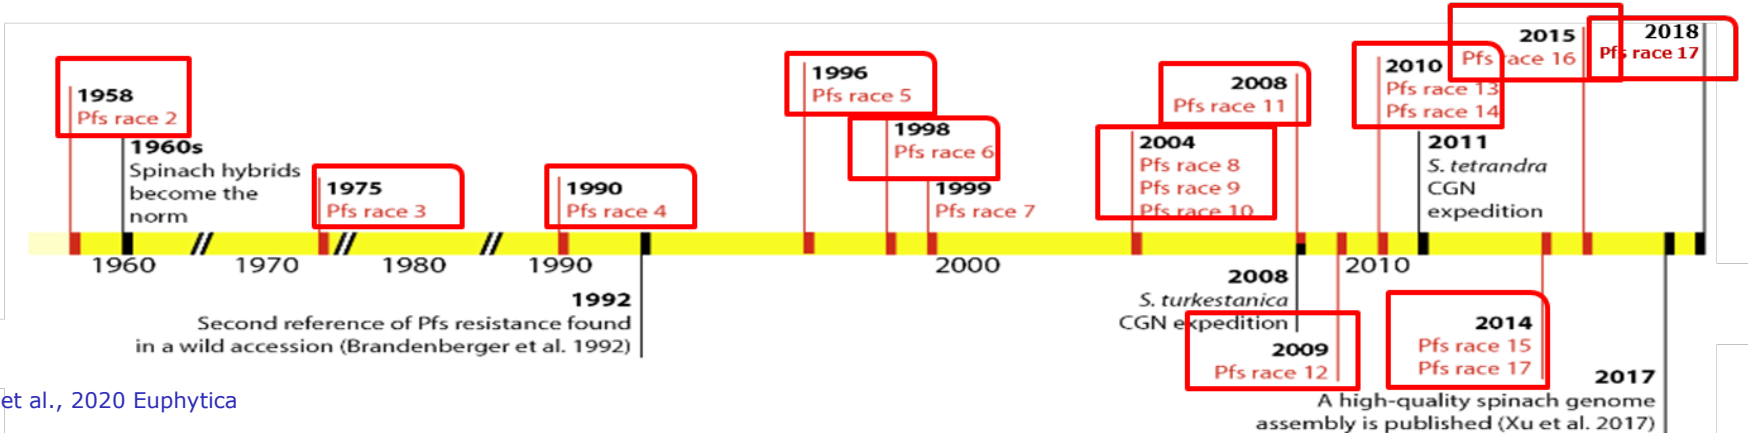 1958
Pfs race 2
1960s
Spinach hybrids
become the
norm
1975
Pfs race 3
1990
Pfs race 4
1996
Pfs race 5
1998
Pfs race 6
1999
Pfs race 7
2004
Pfs race 8
Pfs race 9
Pfs race 10
2008
Pfs race 11
2010
Pfs race 13
Pfs race 14
2011
S. tetrandra
CGN
expedition
2015
Pfs race 16
2018
Pfs race 17
1960 1970 1980 1990 2000 2010
1992
Second reference of Pfs resistance found
in a wild accession (Brandenberger et al. 1992)
2008
S. turkestanica
CGN expedition
2009
Pfs race 12
2014
Pfs race 15
Pfs race 17
2017
A high-quality spinach genome
assembly is published (Xu et al. 2017)
et al., 2020 Euphytica